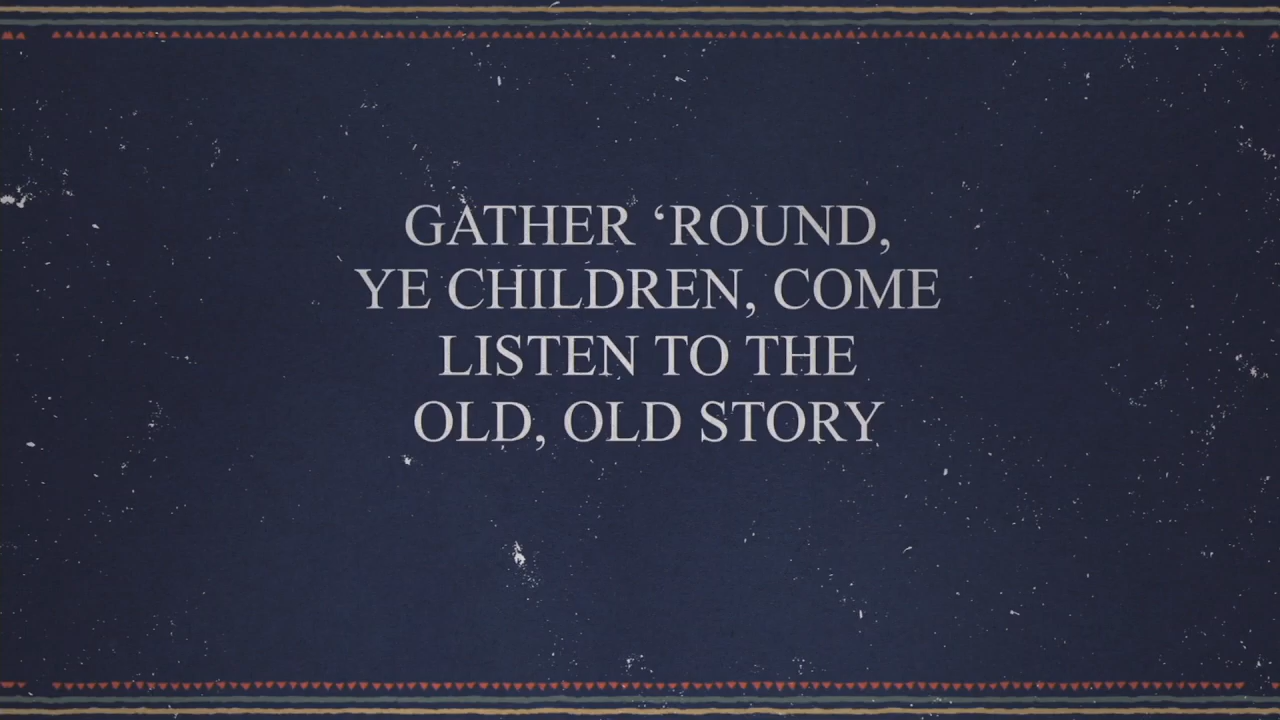 GATHER ‘ROUND,
YE CHILDREN, COME
LISTEN TO THE
OLD, OLD STORY